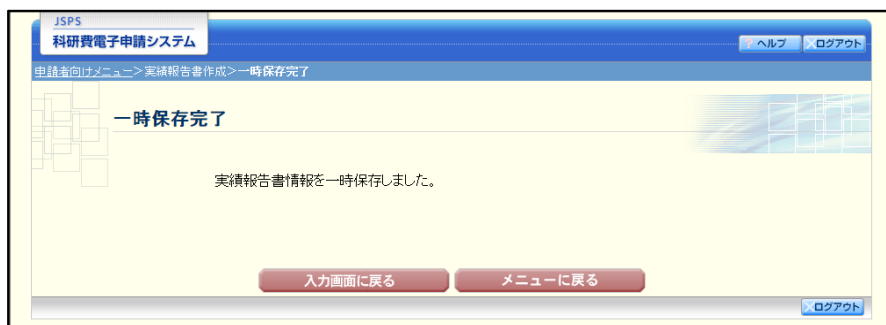 JSPS
科研費電子申請システム
? ヘルプ
ログアウト
申請者向けメニュー>実績報告書作成>一時保存完了
一時保存完了
実績報告書情報を一時保存しました。
入力画面に戻る
メニューに戻る
ログアウト